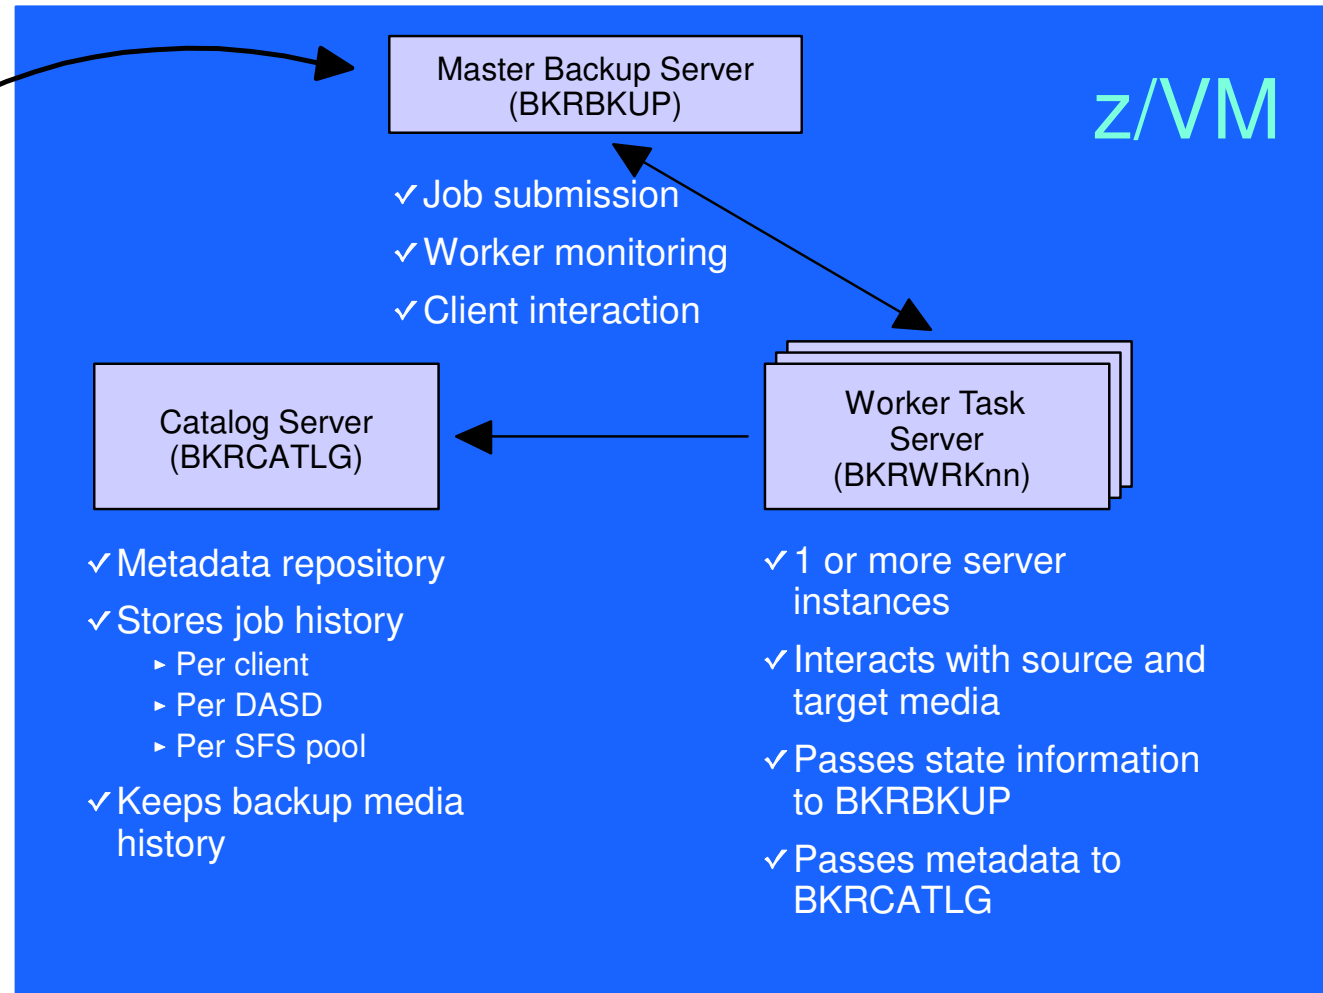 Master Backup Server
(BKRBKUP)
z/VM
✓ Job submission
✓ Worker monitoring
✓ Client interaction
Catalog Server
(BKRCATLG)
Worker Task
Server
(BKRWRKnn)
✓ Metadata repository
✓ Stores job history
► Per client
► Per DASD
► Per SFS pool
✓ Keeps backup media
history
✓ 1 or more server
instances
✓ Interacts with source and
target media
✓ Passes state information
to BKRBKUP
✓ Passes metadata to
BKRCATLG